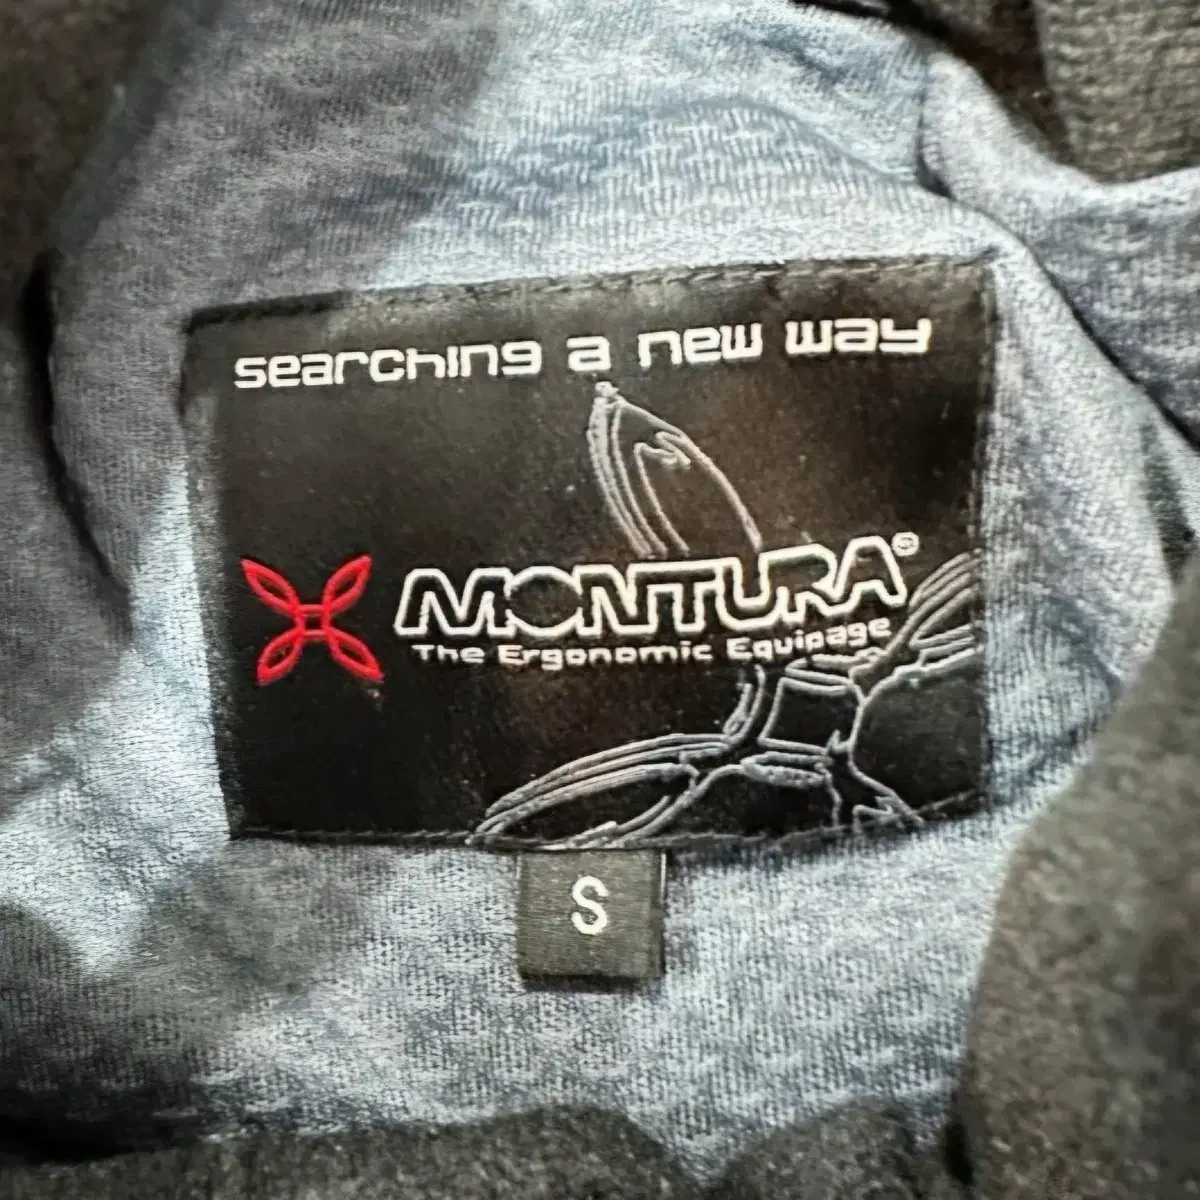 searching a new way
MONTURA®
The Ergonomic Equipage
S